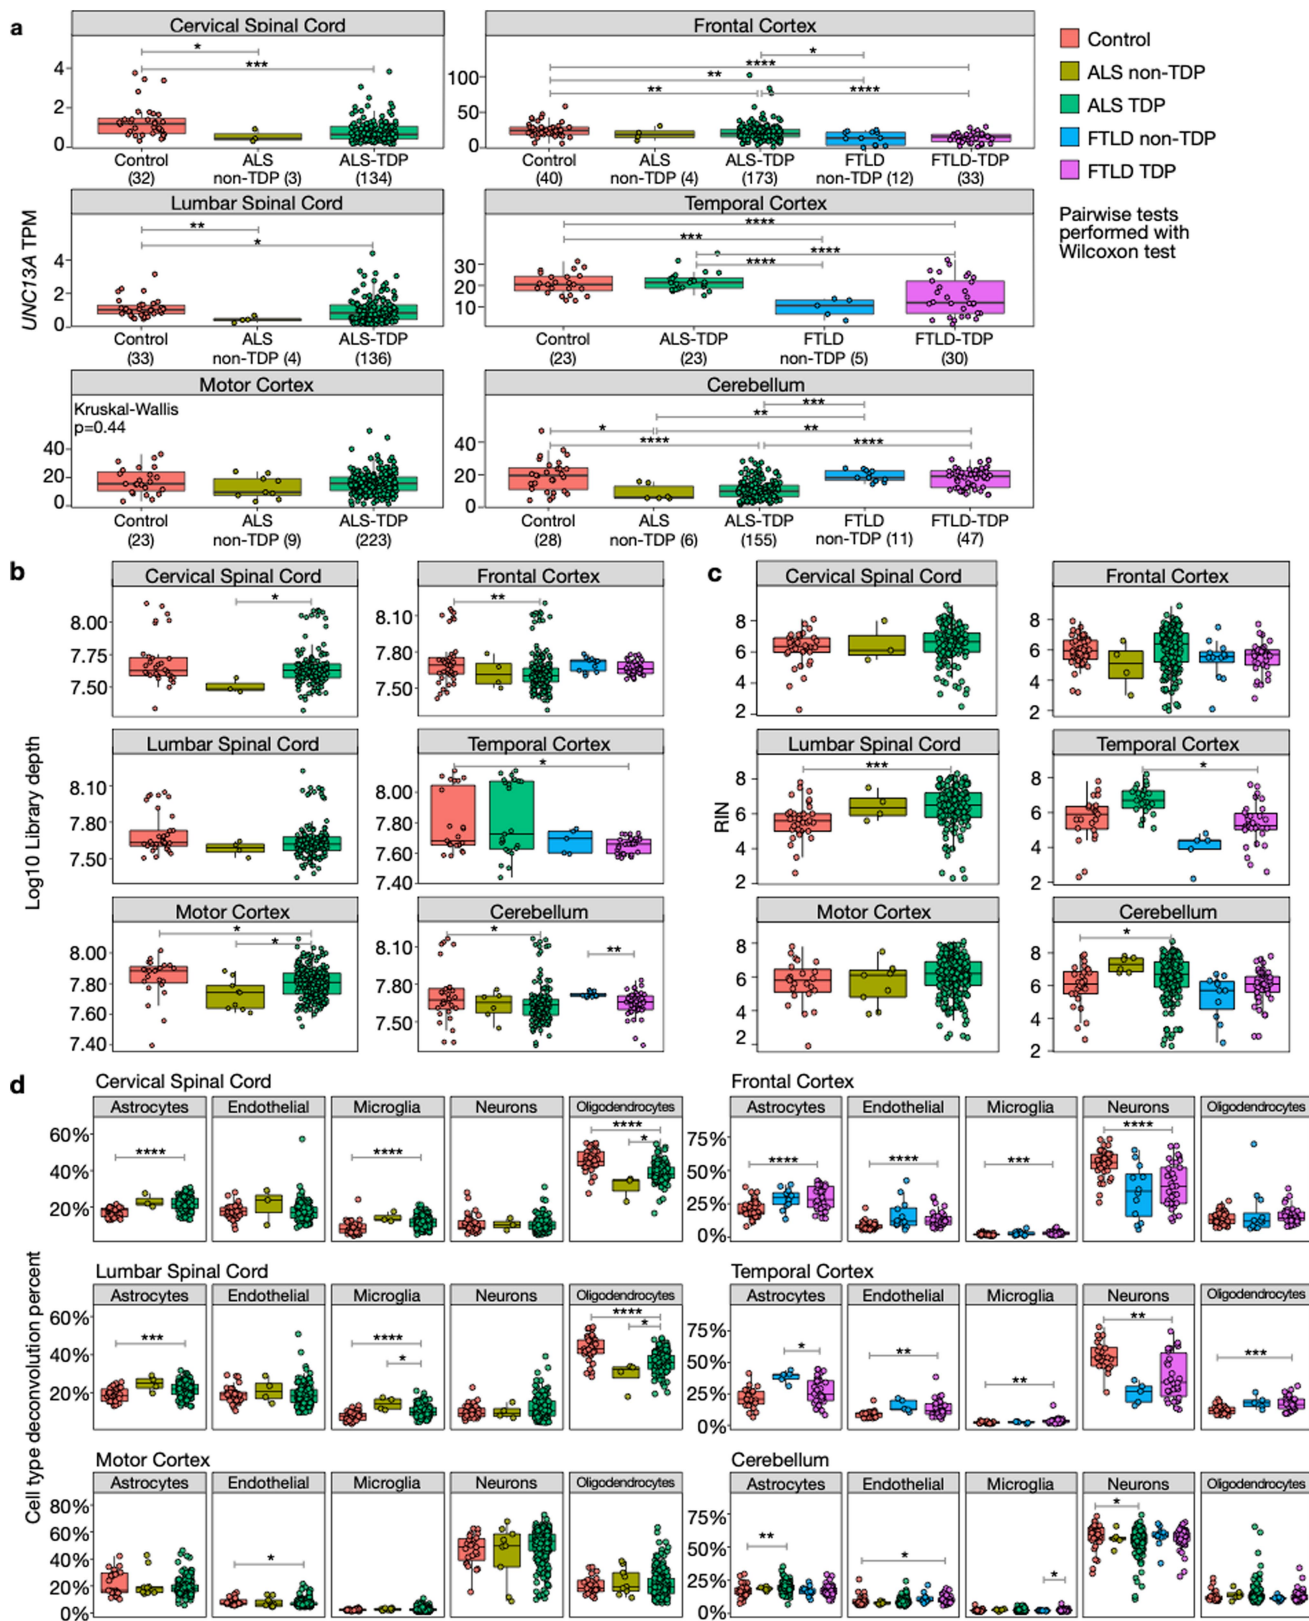 a
Cervical Spinal Cord
Frontal Cortex
Control
ALS non-TDP
ALS TDP
FTLD non-TDP
FTLD TDP
Pairwise tests
performed with
Wilcoxon test
UNC13A TPM
4
2
0
*
***
Control
(32)
ALS
non-TDP (3)
ALS-TDP
(134)
100
50
0
*
****
**
**
****
Control
(40)
ALS
non-TDP (4)
ALS-TDP
(173)
FTLD
non-TDP (12)
FTLD-TDP
(33)
Lumbar Spinal Cord
4
2
0
**
*
Control
(33)
ALS
non-TDP (4)
ALS-TDP
(136)
Temporal Cortex
30
20
10
****
***
****
****
Control
(23)
ALS-TDP
(23)
FTLD
non-TDP (5)
FTLD-TDP
(30)
Motor Cortex
Kruskal-Wallis
p=0.44
40
20
0
Control
(23)
ALS
non-TDP (9)
ALS-TDP
(223)
Cerebellum
40
20
0
***
**
*
**
****
****
Control
(28)
ALS
non-TDP (6)
ALS-TDP
(155)
FTLD
non-TDP (11)
FTLD-TDP
(47)
b
Log10 Library depth
Cervical Spinal Cord
8.00
7.75
7.50
*
Frontal Cortex
8.10
7.80
7.50
**
Lumbar Spinal Cord
8.10
7.80
7.50
Temporal Cortex
8.00
7.80
7.60
7.40
*
Motor Cortex
8.00
7.80
7.60
7.40
*
*
Cerebellum
8.10
7.80
7.50
*
**
c
RIN
Cervical Spinal Cord
8
6
4
2
Frontal Cortex
8
6
4
2
Lumbar Spinal Cord
8
6
4
2
***
Temporal Cortex
8
6
4
2
*
Motor Cortex
8
6
4
2
Cerebellum
8
6
4
2
*
d
Cell type deconvolution percent
Cervical Spinal Cord
Astrocytes
Endothelial
Microglia
Neurons
Oligodendrocytes
60%
40%
20%
****
****
****
*
Frontal Cortex
Astrocytes
Endothelial
Microglia
Neurons
Oligodendrocytes
75%
50%
25%
0%
****
****
***
****
Lumbar Spinal Cord
Astrocytes
Endothelial
Microglia
Neurons
Oligodendrocytes
60%
40%
20%
***
****
*
****
*
Temporal Cortex
Astrocytes
Endothelial
Microglia
Neurons
Oligodendrocytes
75%
50%
25%
0%
*
**
**
**
***
Motor Cortex
Astrocytes
Endothelial
Microglia
Neurons
Oligodendrocytes
80%
60%
40%
20%
0%
*
Cerebellum
Astrocytes
Endothelial
Microglia
Neurons
Oligodendrocytes
75%
50%
25%
0%
**
*
*
*